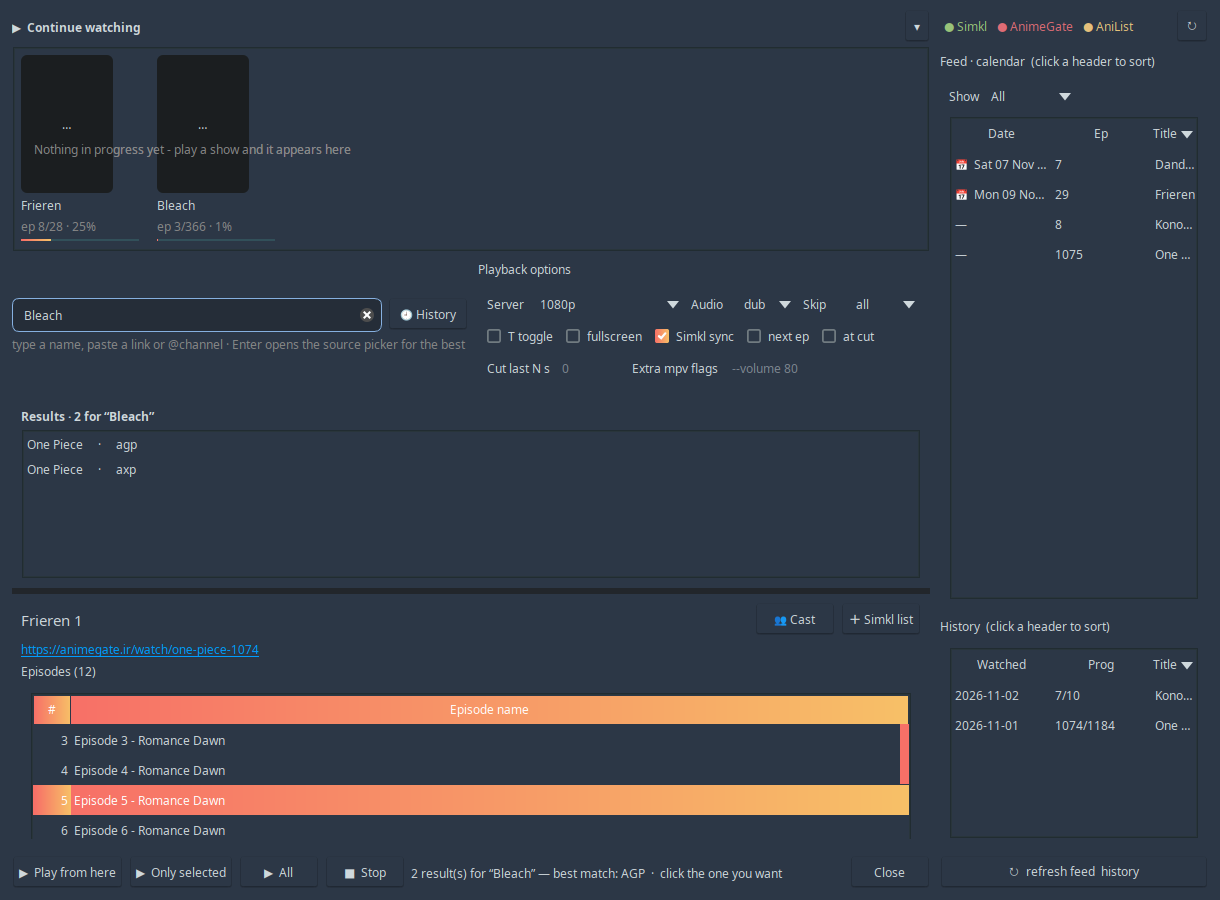 ▶ Continue watching
▼
● Simkl ● AnimeGate ● AniList
↻
... ...
Nothing in progress yet - play a show and it appears here
Frieren
ep 8/28 · 25%
Bleach
ep 3/366 · 1%
Feed · calendar (click a header to sort)
Show All
Date Ep Title
📅 Sat 07 Nov ... 7 Dand...
📅 Mon 09 No... 29 Frieren
— 8 Kono...
— 1075 One ...
Playback options
Bleach
🕘 History
type a name, paste a link or @channel · Enter opens the source picker for the best
Server 1080p Audio dub Skip all
T toggle fullscreen Simkl sync next ep at cut
Cut last N s 0 Extra mpv flags --volume 80
Results · 2 for “Bleach”
One Piece · agp
One Piece · axp
Frieren 1
👥 Cast
+ Simkl list
https://animegate.ir/watch/one-piece-1074
Episodes (12)
# Episode name
3 Episode 3 - Romance Dawn
4 Episode 4 - Romance Dawn
5 Episode 5 - Romance Dawn
6 Episode 6 - Romance Dawn
History (click a header to sort)
Watched Prog Title
2026-11-02 7/10 Kono...
2026-11-01 1074/1184 One ...
▶ Play from here ▶ Only selected ▶ All ■ Stop 2 result(s) for “Bleach” — best match: AGP · click the one you want Close
↻ refresh feed history